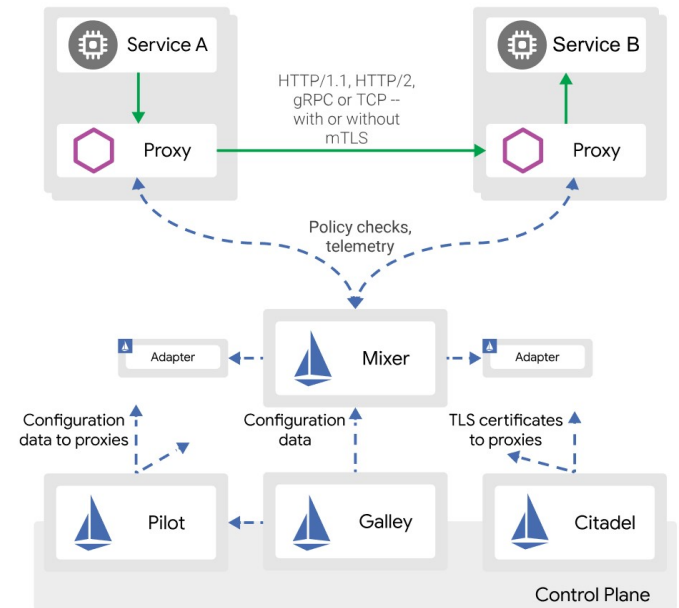 Service A
Service B
HTTP/1.1, HTTP/2,
gRPC or TCP --
with or without
mTLS
Proxy
Proxy
Policy checks,
telemetry
Adapter
Mixer
Adapter
Configuration
data to proxies
Configuration
data
TLS certificates
to proxies
Pilot
Galley
Citadel
Control Plane